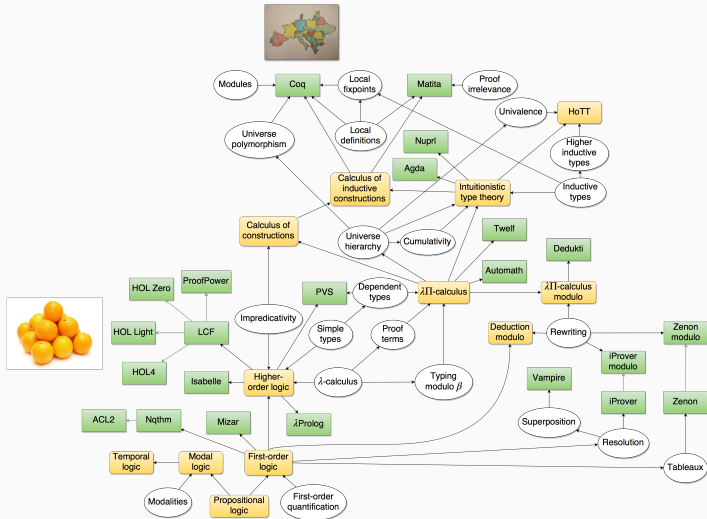 Modules
Coq
Local
fixpoints
Matita
Proof
irrelevance
Univalence
HoTT
Universe
polymorphism
Local
definitions
Nuprl
Higher
inductive
types
Agda
Calculus of
inductive constructions
Intuitionistic
type theory
Inductive
types
Calculus of
constructions
Universe
hierarchy
Cumulativity
Twelf
Dedukti
Automath
HOL Zero
ProofPower
PVS
Dependent
types
λΠ-calculus
λΠ-calculus
modulo
HOL Light
LCF
Impredicativity
Simple
types
Proof
terms
Deduction
modulo
Rewriting
Zenon
modulo
HOL4
Isabelle
Higher-
order logic
λ-calculus
Typing
modulo β
Vampire
iProver
modulo
ACL2
Nqthm
Mizar
λProlog
Superposition
iProver
Zenon
Temporal
logic
Modal
logic
First-order
logic
Resolution
Tableaux
Modalities
Propositional
logic
First-order
quantification